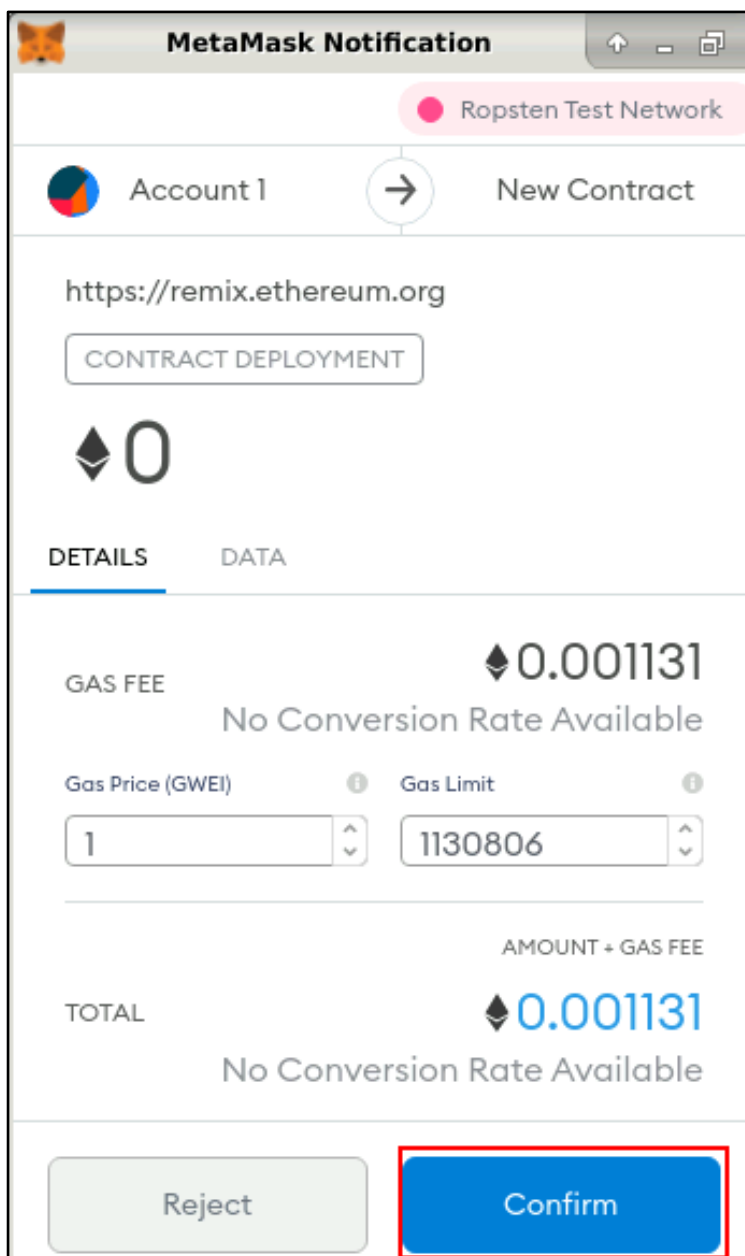 MetaMask Notification
Ropsten Test Network
Account 1
New Contract
https://remix.ethereum.org
CONTRACT DEPLOYMENT
0
DETAILS DATA
GAS FEE
0.001131
No Conversion Rate Available
Gas Price (GWEI)
Gas Limit
1
1130806
AMOUNT + GAS FEE
TOTAL
0.001131
No Conversion Rate Available
Reject
Confirm